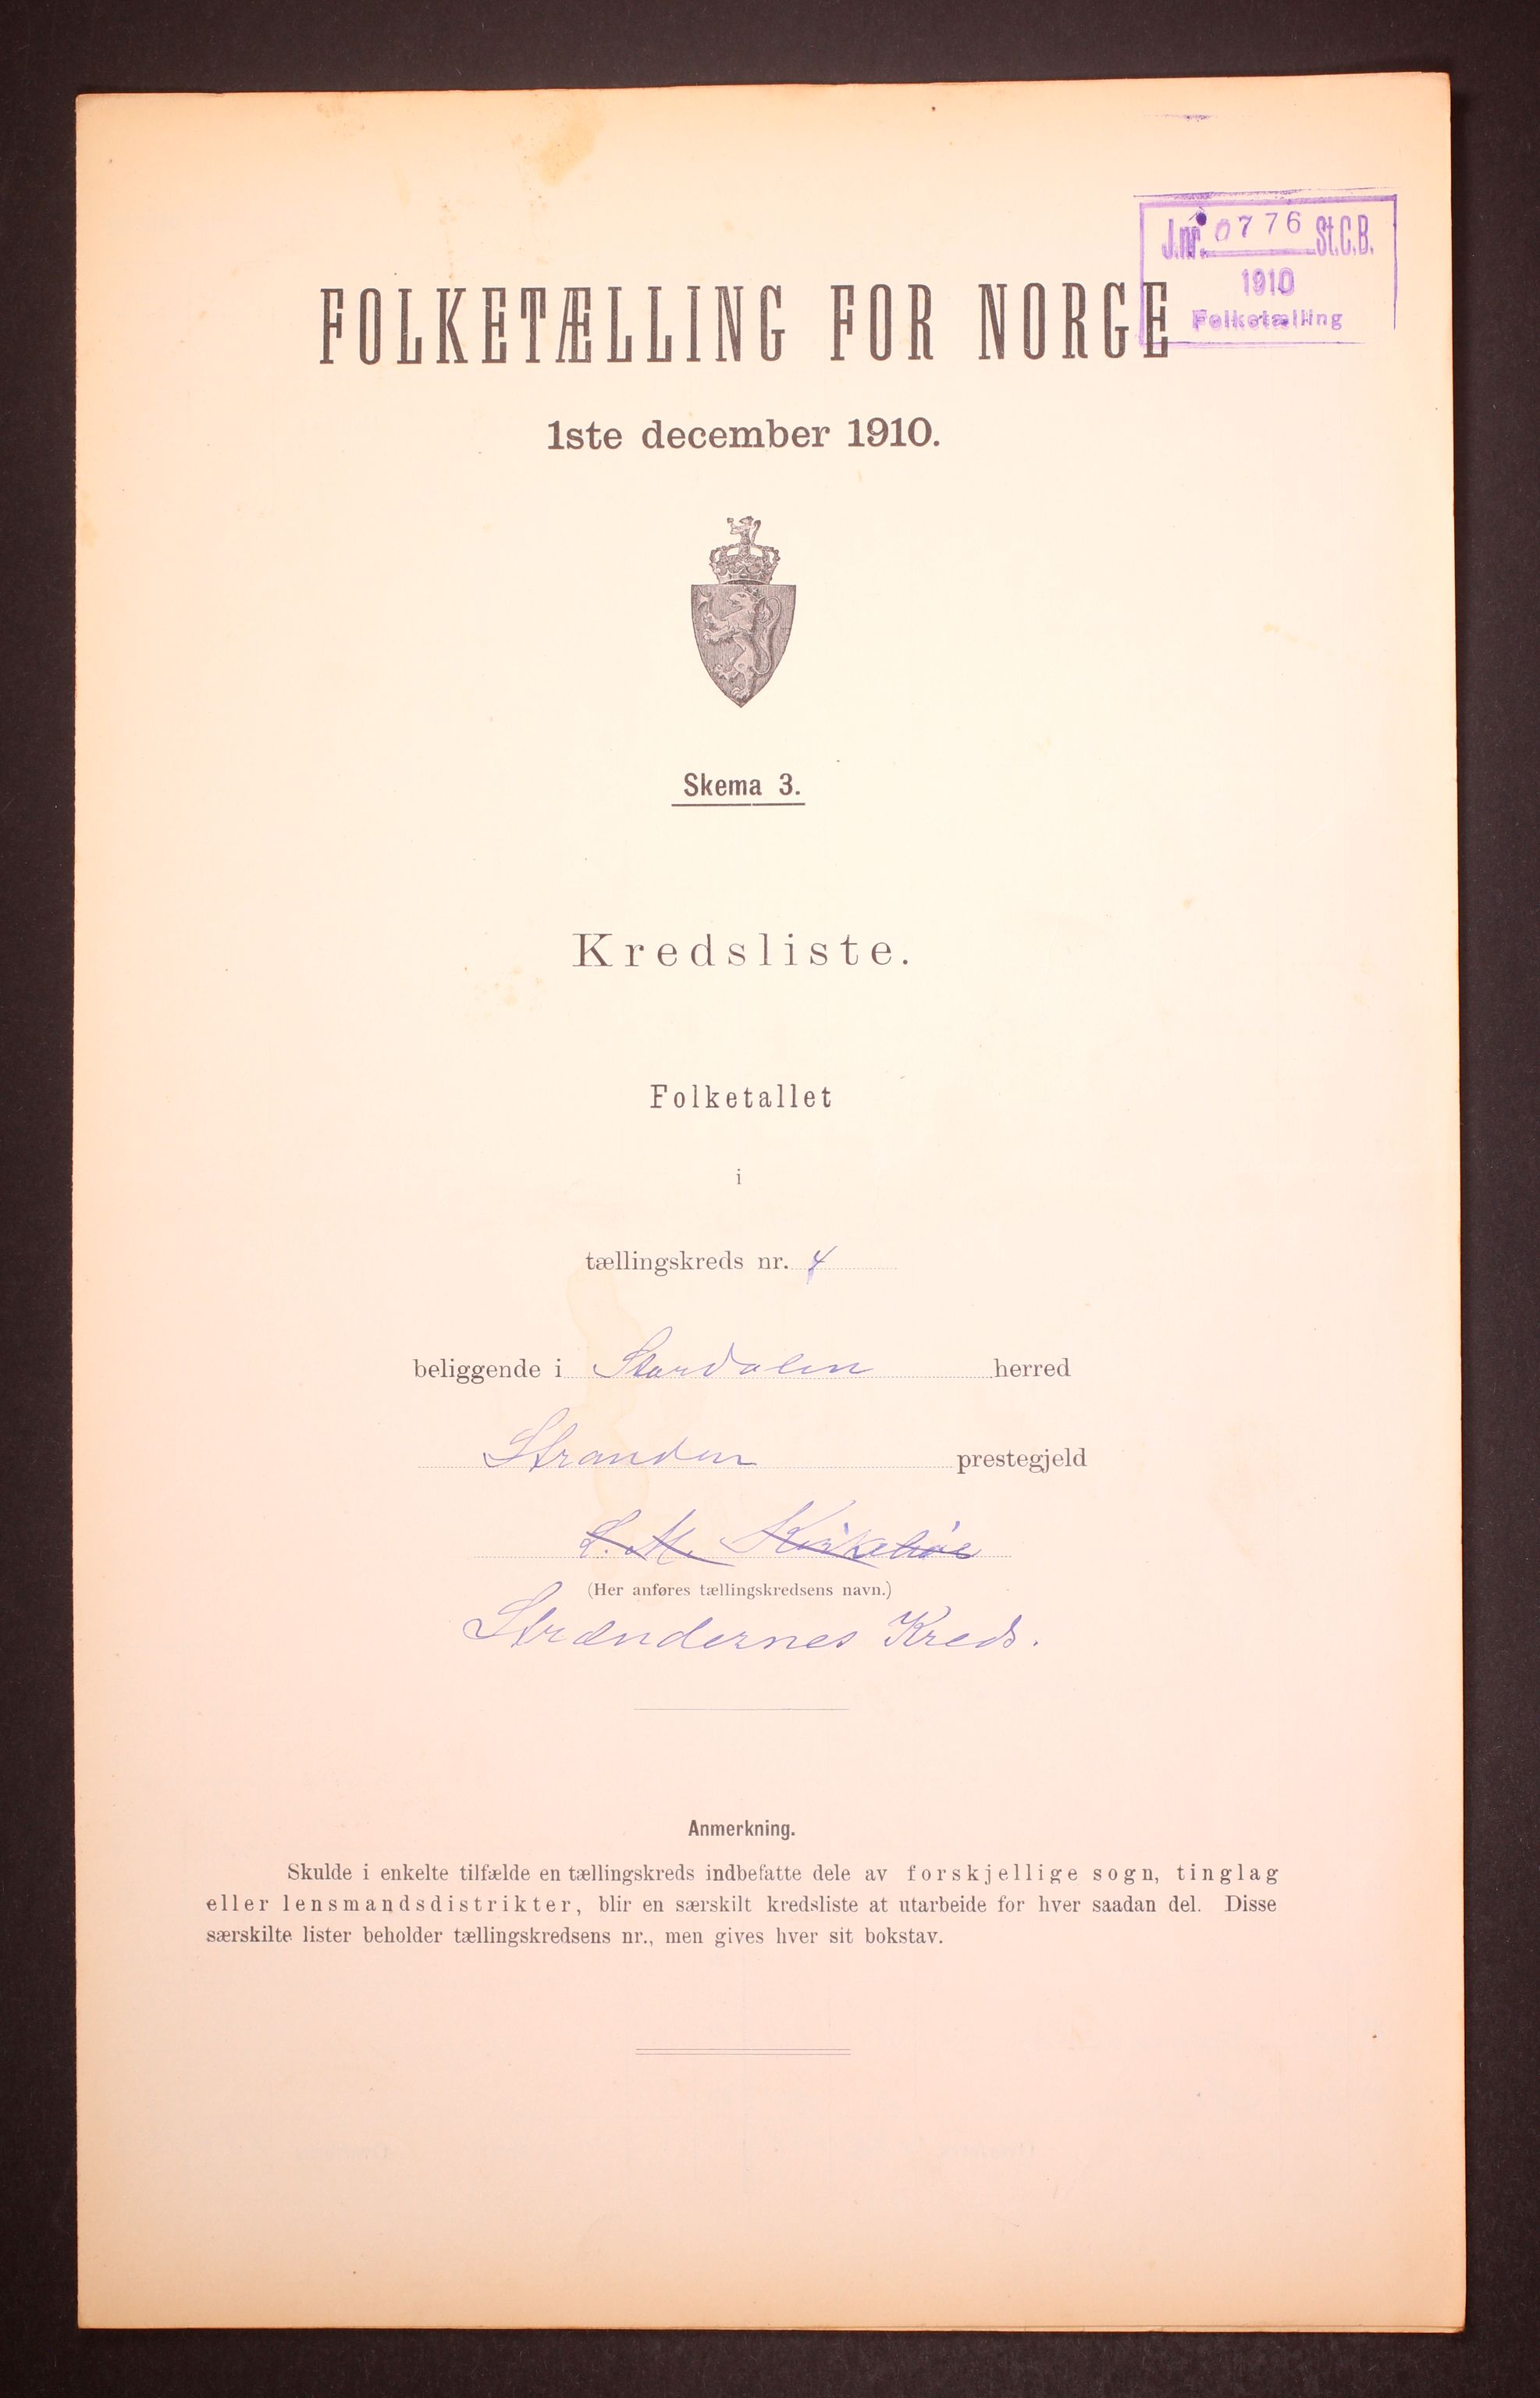 J.nr. 0776 St.C.B.
1910
Folketælling
FOLKETÆLLING FOR NORGE
1ste december 1910.
Skema 3.
Kredsliste.
Folketallet
i
tællingskreds nr. 4
beliggende i Stordalen herred
Stranden prestegjeld
L. M. Kirkebøe
(Her anføres tællingskredsens navn.)
Strændernes Kreds.
Anmerkning.
Skulde i enkelte tilfælde en tællingskreds indbefatte dele av forskjellige sogn, tinglag
eller lensmandsdistrikter, blir en særskilt kredsliste at utarbeide for hver saadan del. Disse
særskilte lister beholder tællingskredsens nr., men gives hver sit bokstav.